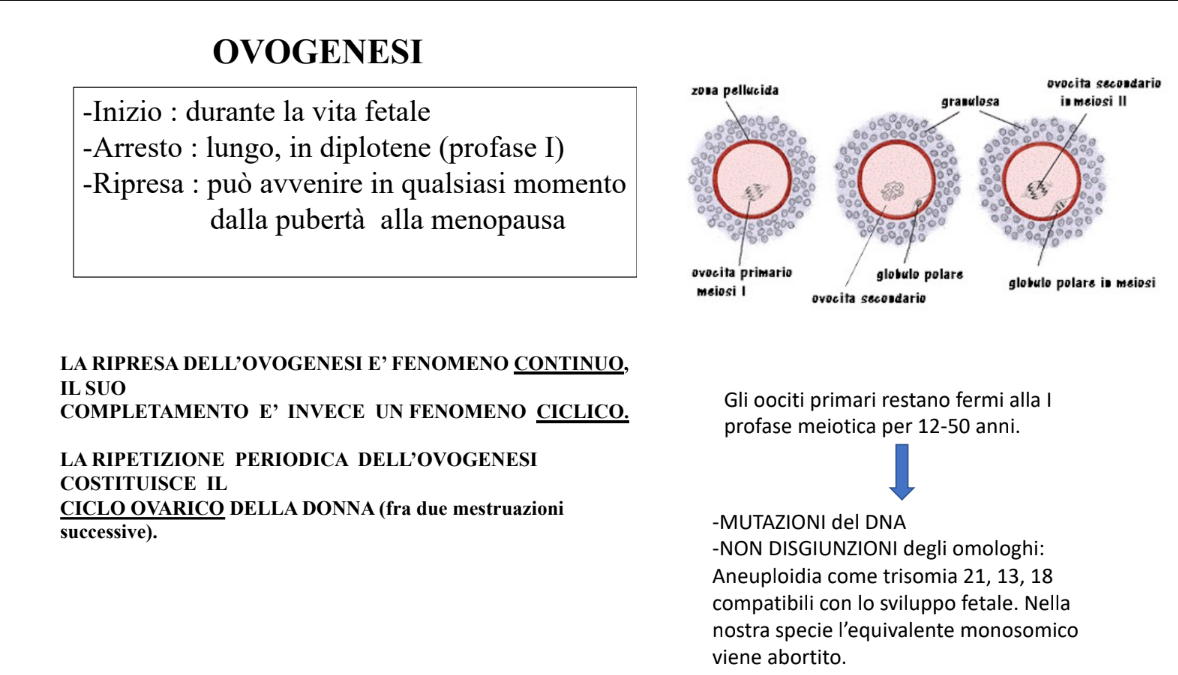 OVOGENESI
-Inizio : durante la vita fetale
-Arresto : lungo, in diplotene (profase I)
-Ripresa : può avvenire in qualsiasi momento
dalla pubertà alla menopausa
LA RIPRESA DELL’OVOGENESI E’ FENOMENO CONTINUO,
IL SUO
COMPLETAMENTO E’ INVECE UN FENOMENO CICLICO.
LA RIPETIZIONE PERIODICA DELL’OVOGENESI
COSTITUISCE IL
CICLO OVARICO DELLA DONNA (fra due mestruazioni
successive).
zona pellucida
granulosa
ovocita secondario
in meiosi II
ovocita primario
meiosi I
ovocita secondario
globulo polare
globulo polare in meiosi
Gli oociti primari restano fermi alla I
profase meiotica per 12-50 anni.
-MUTAZIONI del DNA
-NON DISGIUNZIONI degli omologhi:
Aneuploidia come trisomia 21, 13, 18
compatibili con lo sviluppo fetale. Nella
nostra specie l’equivalente monosomico
viene abortito.